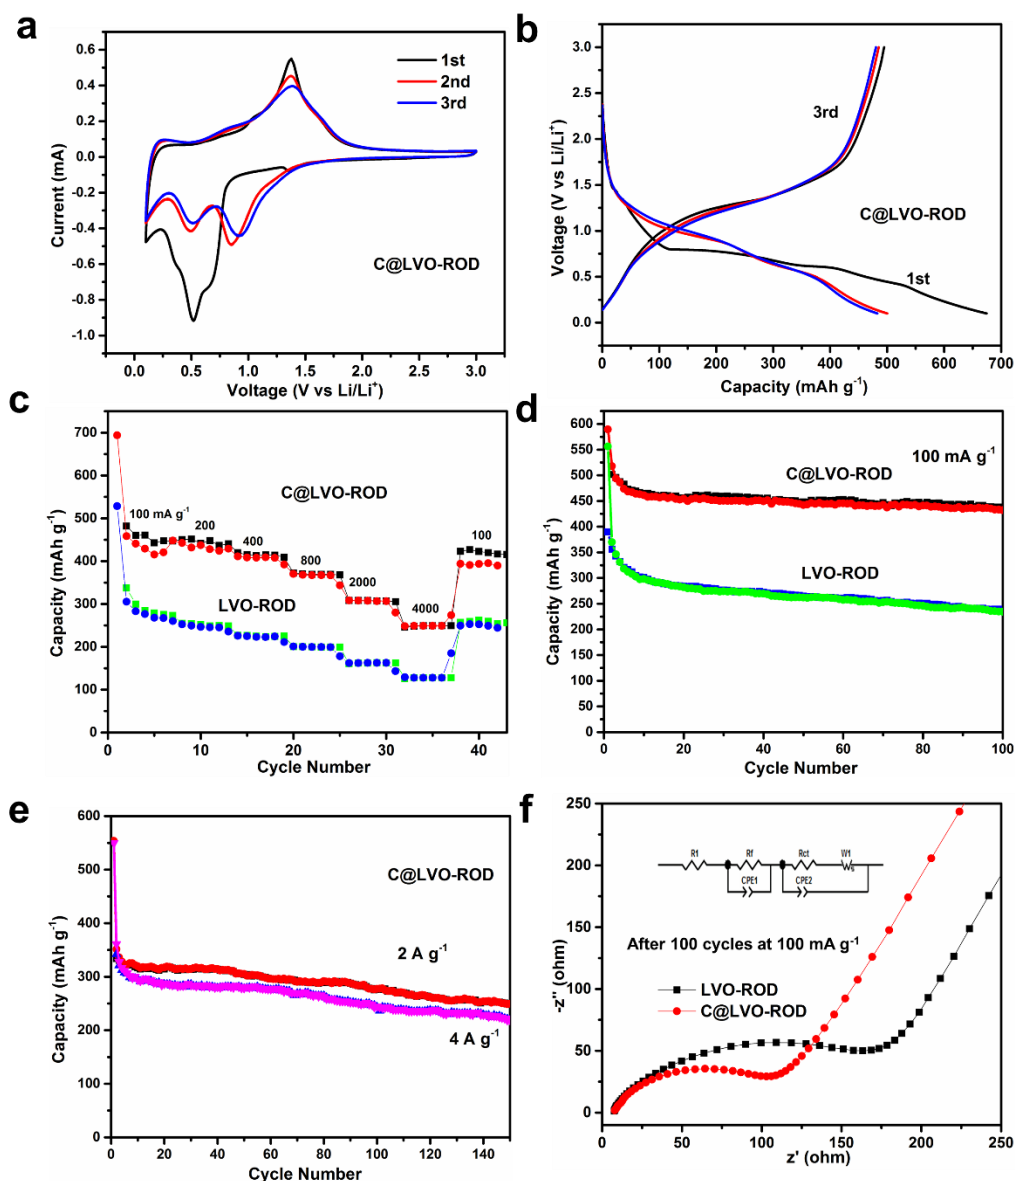 a
0.6
0.4
0.2
0.0
-0.2
-0.4
-0.6
-0.8
-1.0
Current (mA)
1st
2nd
3rd
C@LVO-ROD
0.0 0.5 1.0 1.5 2.0 2.5 3.0
Voltage (V vs Li/Li⁺)
b
3.0
2.5
2.0
1.5
1.0
0.5
0.0
Voltage (V vs Li/Li⁺)
3rd
C@LVO-ROD
1st
0 100 200 300 400 500 600 700
Capacity (mAh g⁻¹)
c
700
600
500
400
300
200
100
0
Capacity (mAh g⁻¹)
C@LVO-ROD
100 mA g⁻¹
200
400
800
2000
4000
100
LVO-ROD
0 10 20 30 40
Cycle Number
d
600
550
500
450
400
350
300
250
200
150
100
50
0
Capacity (mAh g⁻¹)
100 mA g⁻¹
C@LVO-ROD
LVO-ROD
0 20 40 60 80 100
Cycle Number
e
600
500
400
300
200
100
0
Capacity (mAh g⁻¹)
C@LVO-ROD
2 A g⁻¹
4 A g⁻¹
0 20 40 60 80 100 120 140
Cycle Number
f
-250
-200
-150
-100
-50
0
-z'' (ohm)
R1 Rf Rct W1
s
CPE1 CPE2
After 100 cycles at 100 mA g⁻¹
LVO-ROD
C@LVO-ROD
0 50 100 150 200 250
z' (ohm)